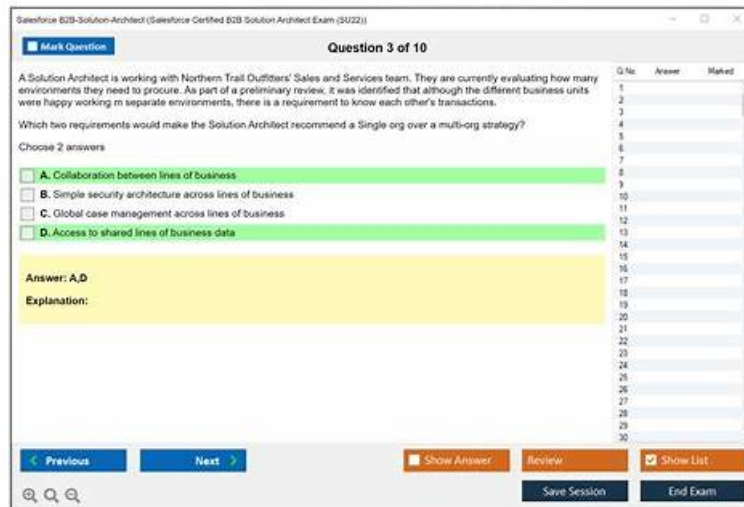 Salesforce B2B-Solution-Architect (Salesforce Certified B2B Solution Architect Exam (SU22))
Mark Question
Question 3 of 10
A Solution Architect is working with Northern Trail Outfitters' Sales and Services team. They are currently evaluating how many
environments they need to procure. As part of a preliminary review, it was identified that although the different business units
were happy working m separate environments, there is a requirement to know each other's transactions.
Which two requirements would make the Solution Architect recommend a Single org over a multi-org strategy?
Choose 2 answers
A. Collaboration between lines of business
B. Simple security architecture across lines of business
C. Global case management across lines of business
D. Access to shared lines of business data
Answer: A,D
Explanation:
Q No Answer Marked
1
2
3
4
5
6
7
8
9
10
11
12
13
14
15
16
17
18
19
20
21
22
23
24
25
26
27
28
29
30
Previous
Next
Show Answer
Review
Show List
Save Session
End Exam